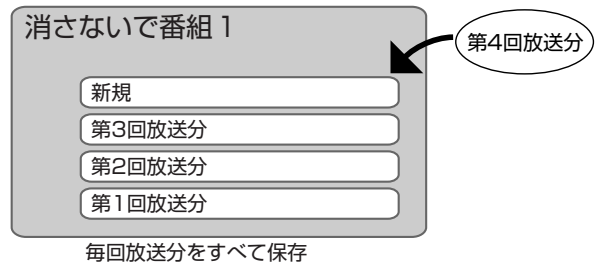 消さないで番組1
第4回放送分
新規
第3回放送分
第2回放送分
第1回放送分
毎回放送分をすべて保存